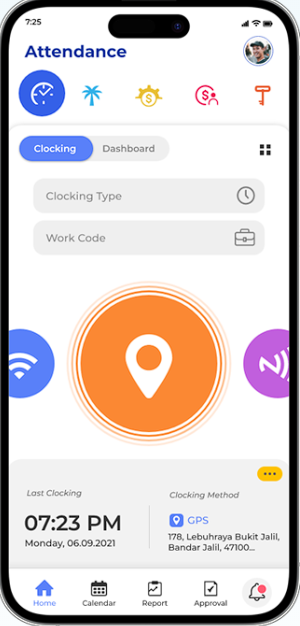 7:25
Attendance
Clocking
Dashboard
Clocking Type
Work Code
Last Clocking
Clocking Method
07:23 PM
GPS
Monday, 06.09.2021
178, Lebuhraya Bukit Jalil,
Bandar Jalil, 47100...
Home
Calendar
Report
Approval